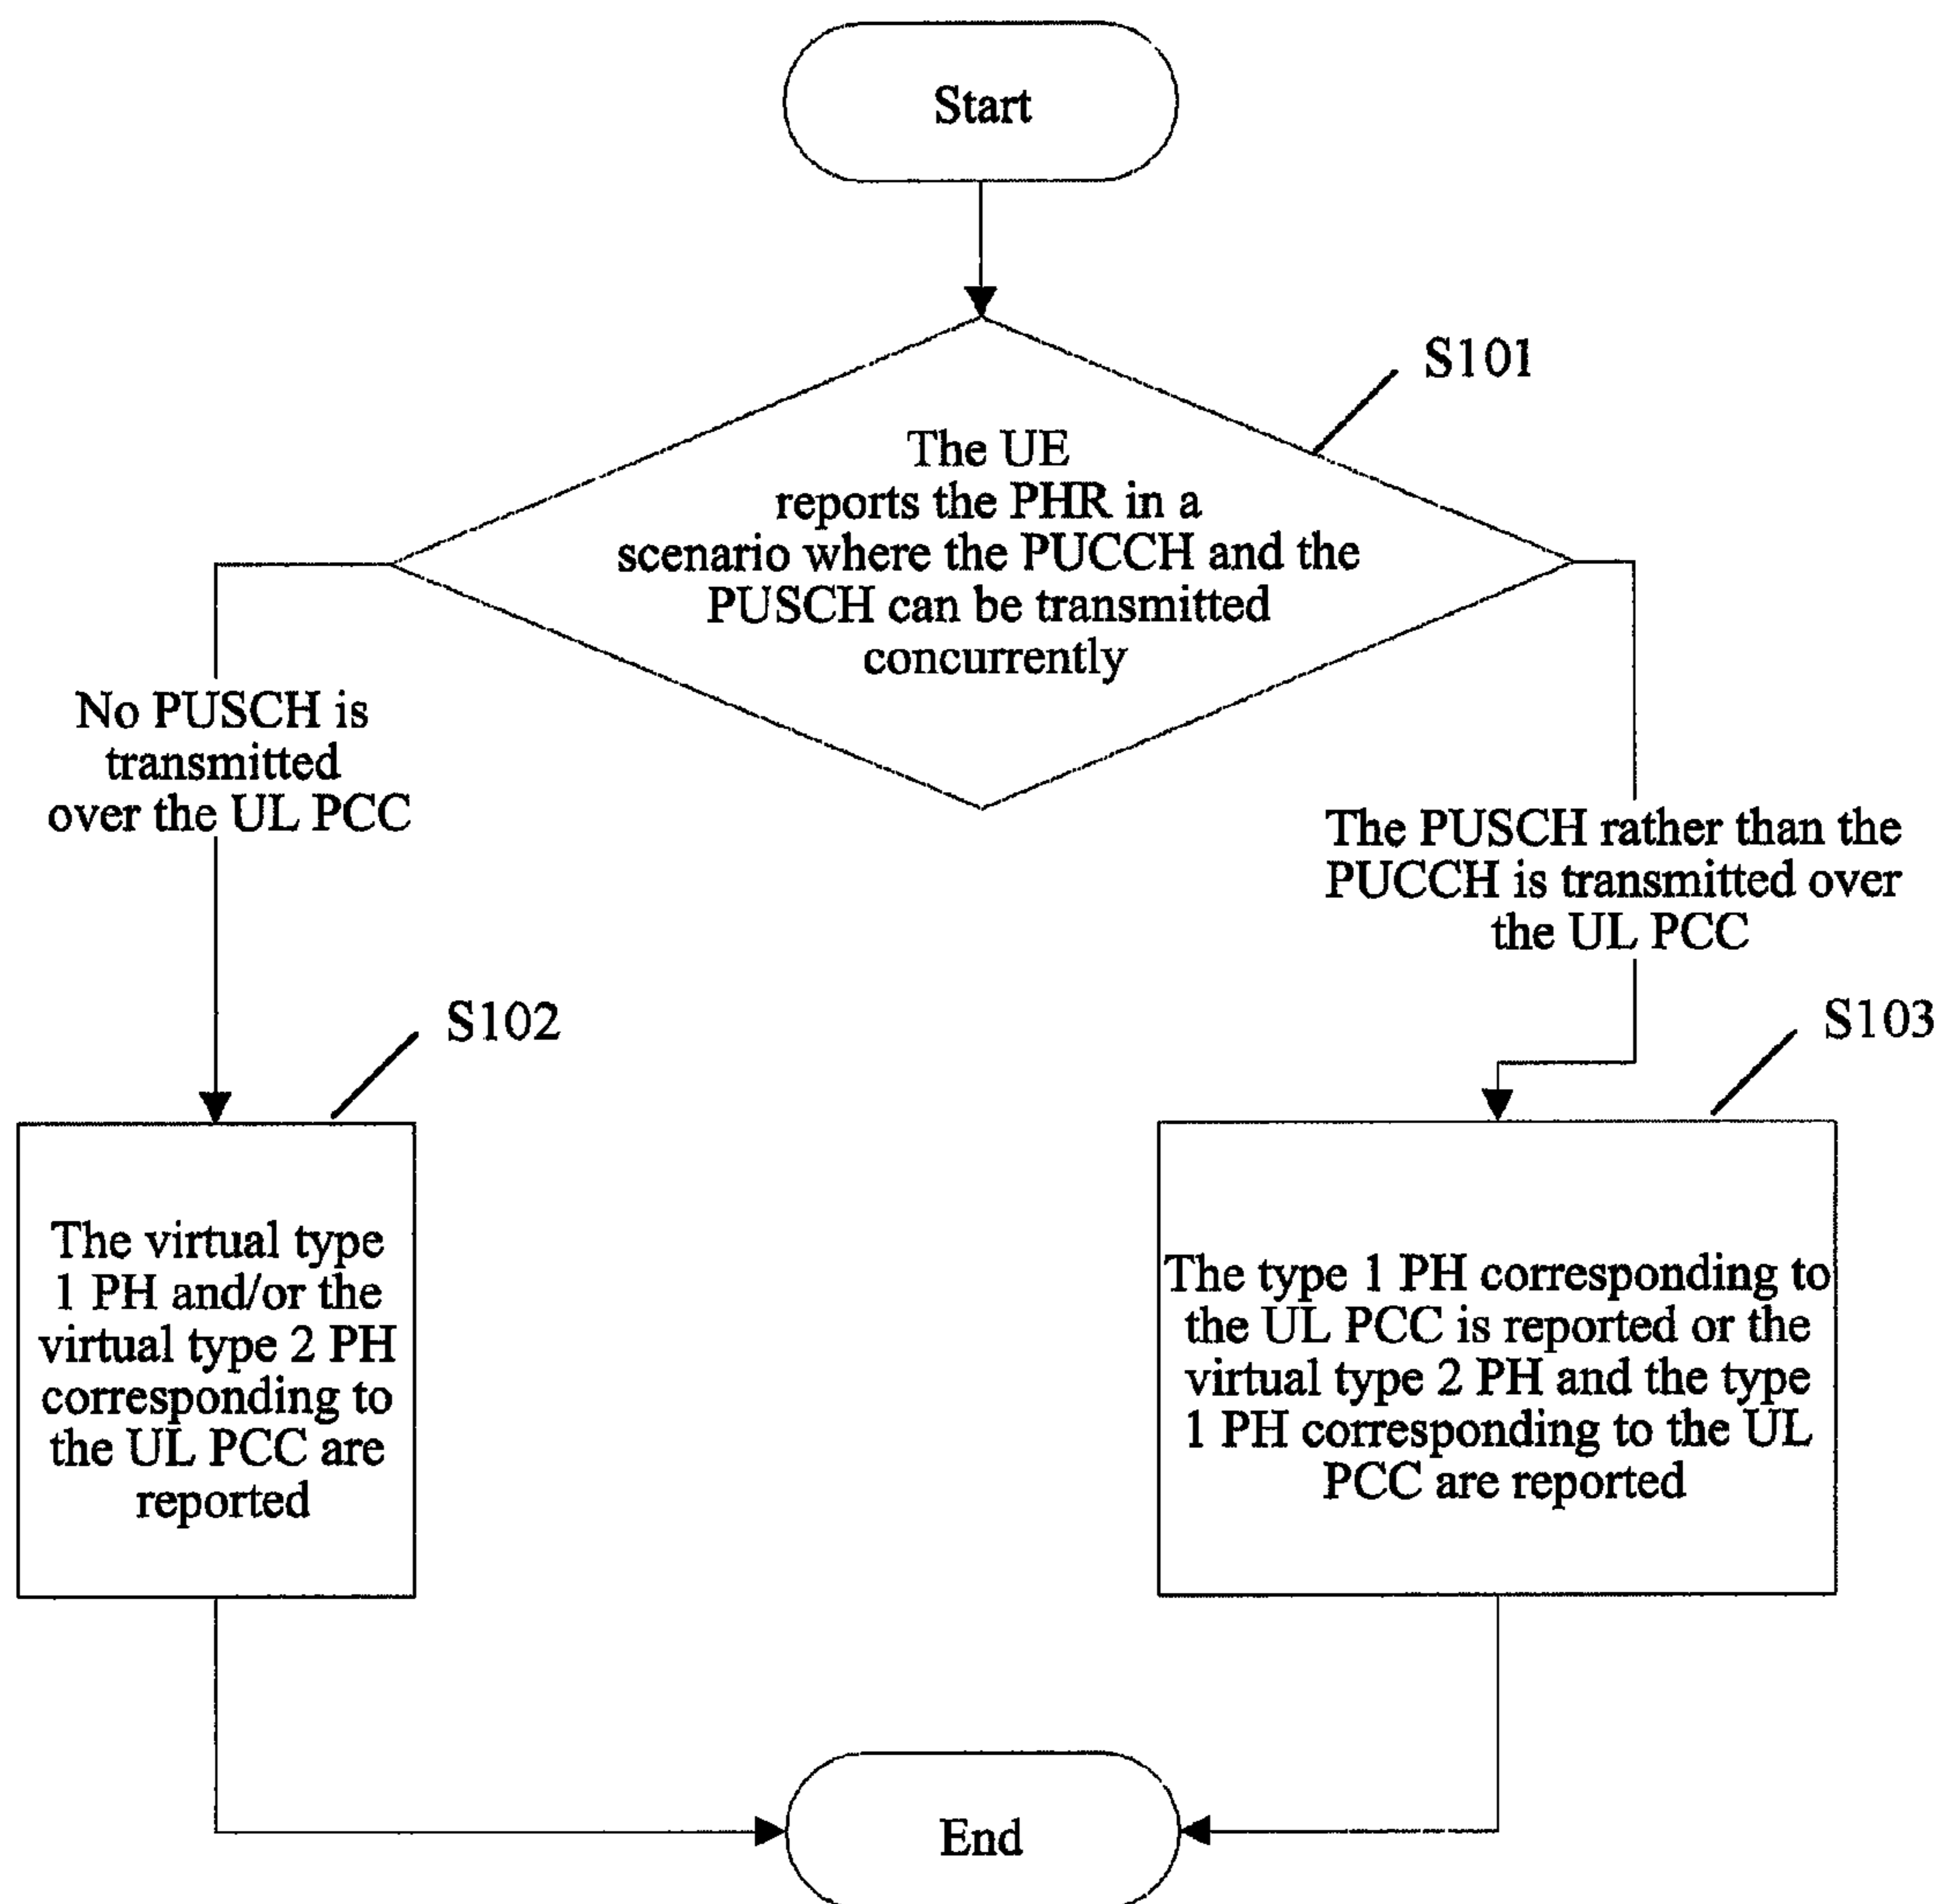 Start
S101
The UE
reports the PHR in a
scenario where the PUCCH and the
PUSCH can be transmitted
concurrently
No PUSCH is
transmitted
over the UL PCC
The PUSCH rather than the
PUCCH is transmitted over
the UL PCC
S102
S103
The virtual type
1 PH and/or the
virtual type 2 PH
corresponding to
the UL PCC are
reported
The type 1 PH corresponding to
the UL PCC is reported or the
virtual type 2 PH and the type
1 PH corresponding to the UL
PCC are reported
End